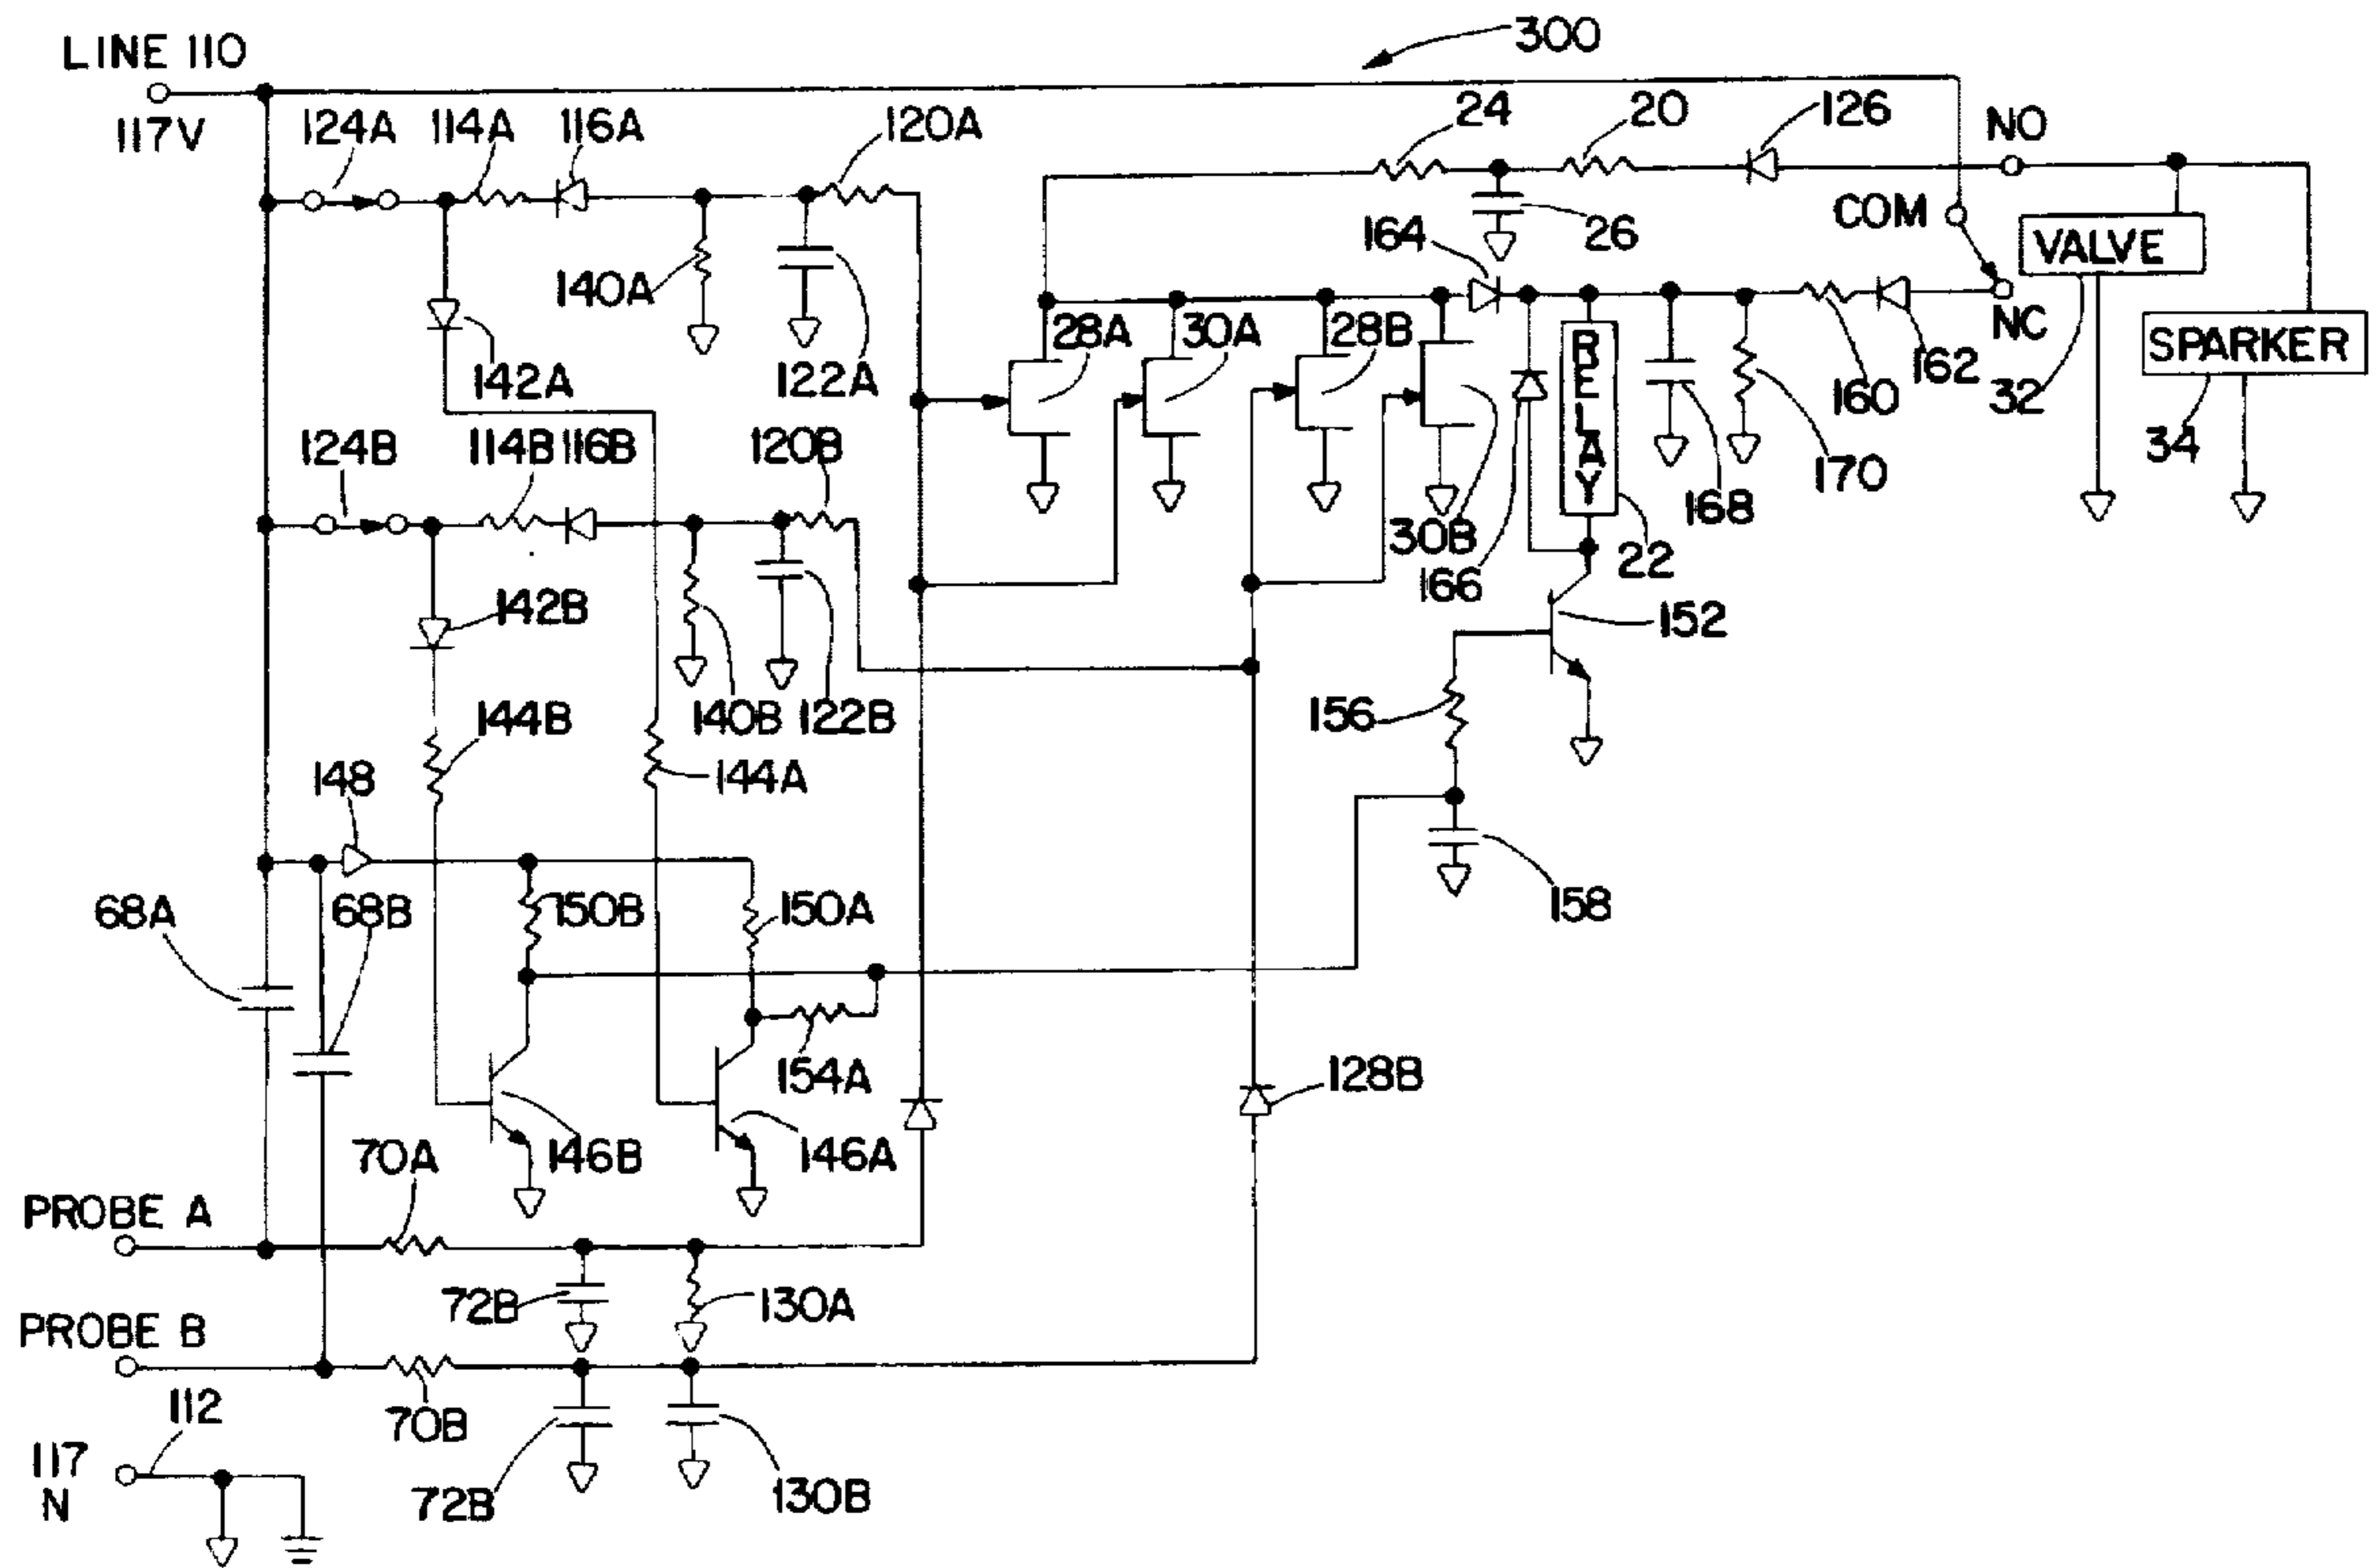 LINE 110
300
117V
124A
114A
116A
120A
24
20
126
NO
COM
VALVE
140A
122A
142A
164
26
28A
30A
28B
NC
SPARKER
162
160
32
34
RELAY
124B
114B
116B
120B
30B
166
168
170
22
142B
152
144B
140B
122B
156
148
144A
68A
68B
150B
150A
158
154A
128B
146B
146A
70A
PROBE A
72B
130A
PROBE B
112
70B
117
N
72B
130B